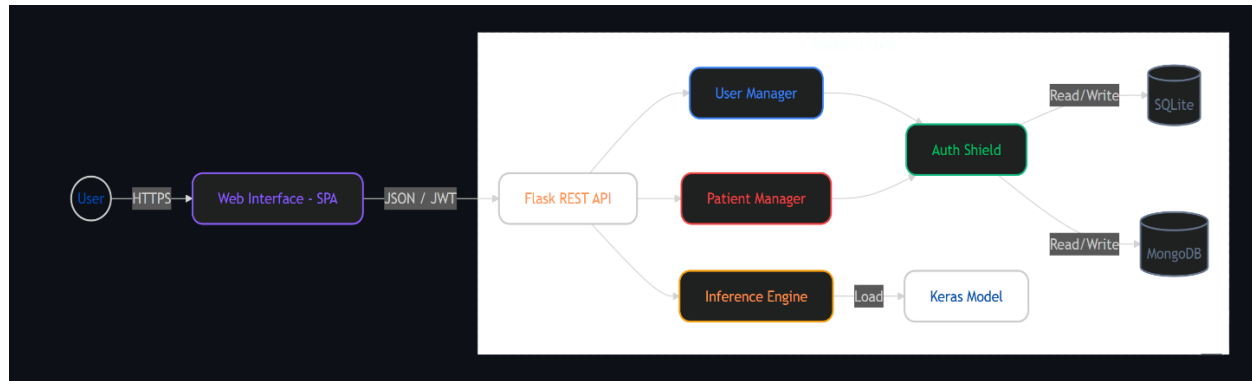 User
HTTPS
Web Interface - SPA
JSON / JWT
Flask REST API
User Manager
Patient Manager
Inference Engine
Load
Keras Model
Auth Shield
Read/Write
SQLite
Read/Write
MongoDB